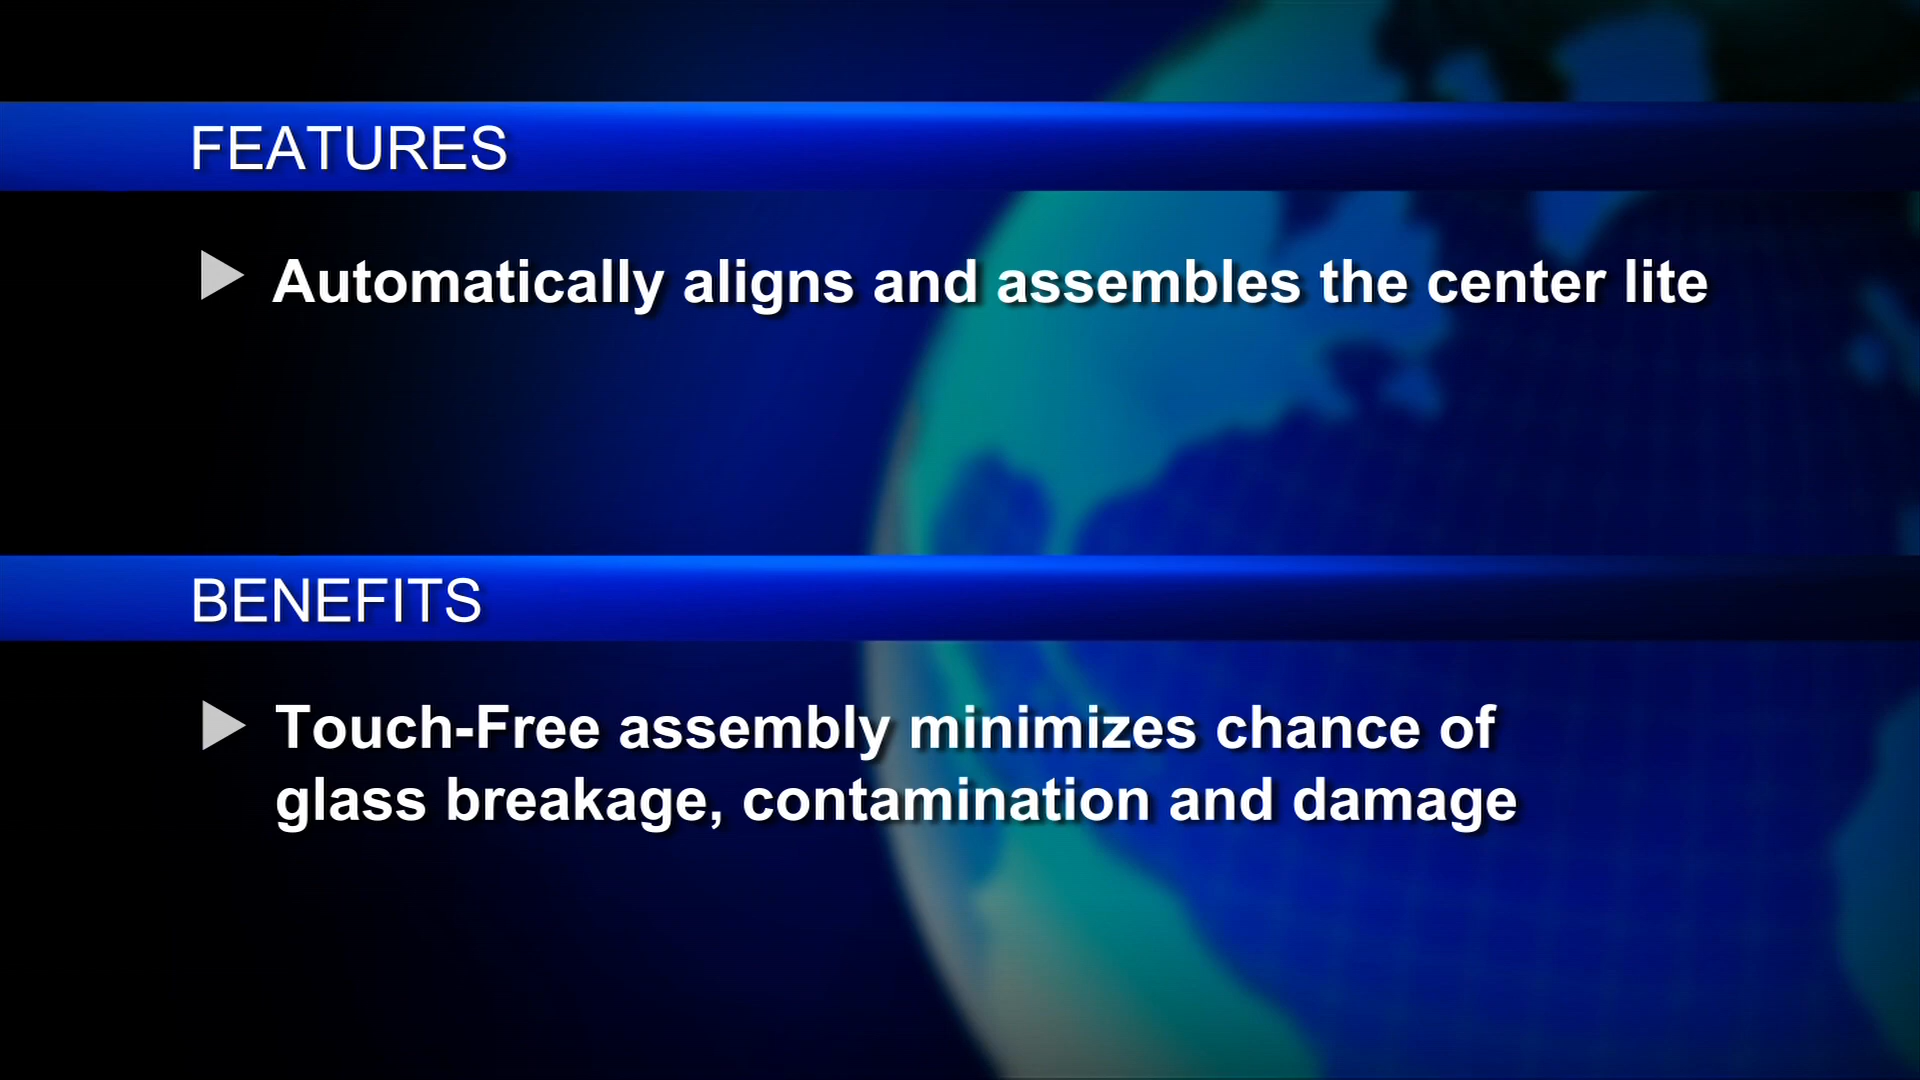 FEATURES
Automatically aligns and assembles the center lite
BENEFITS
Touch-Free assembly minimizes chance of
glass breakage, contamination and damage